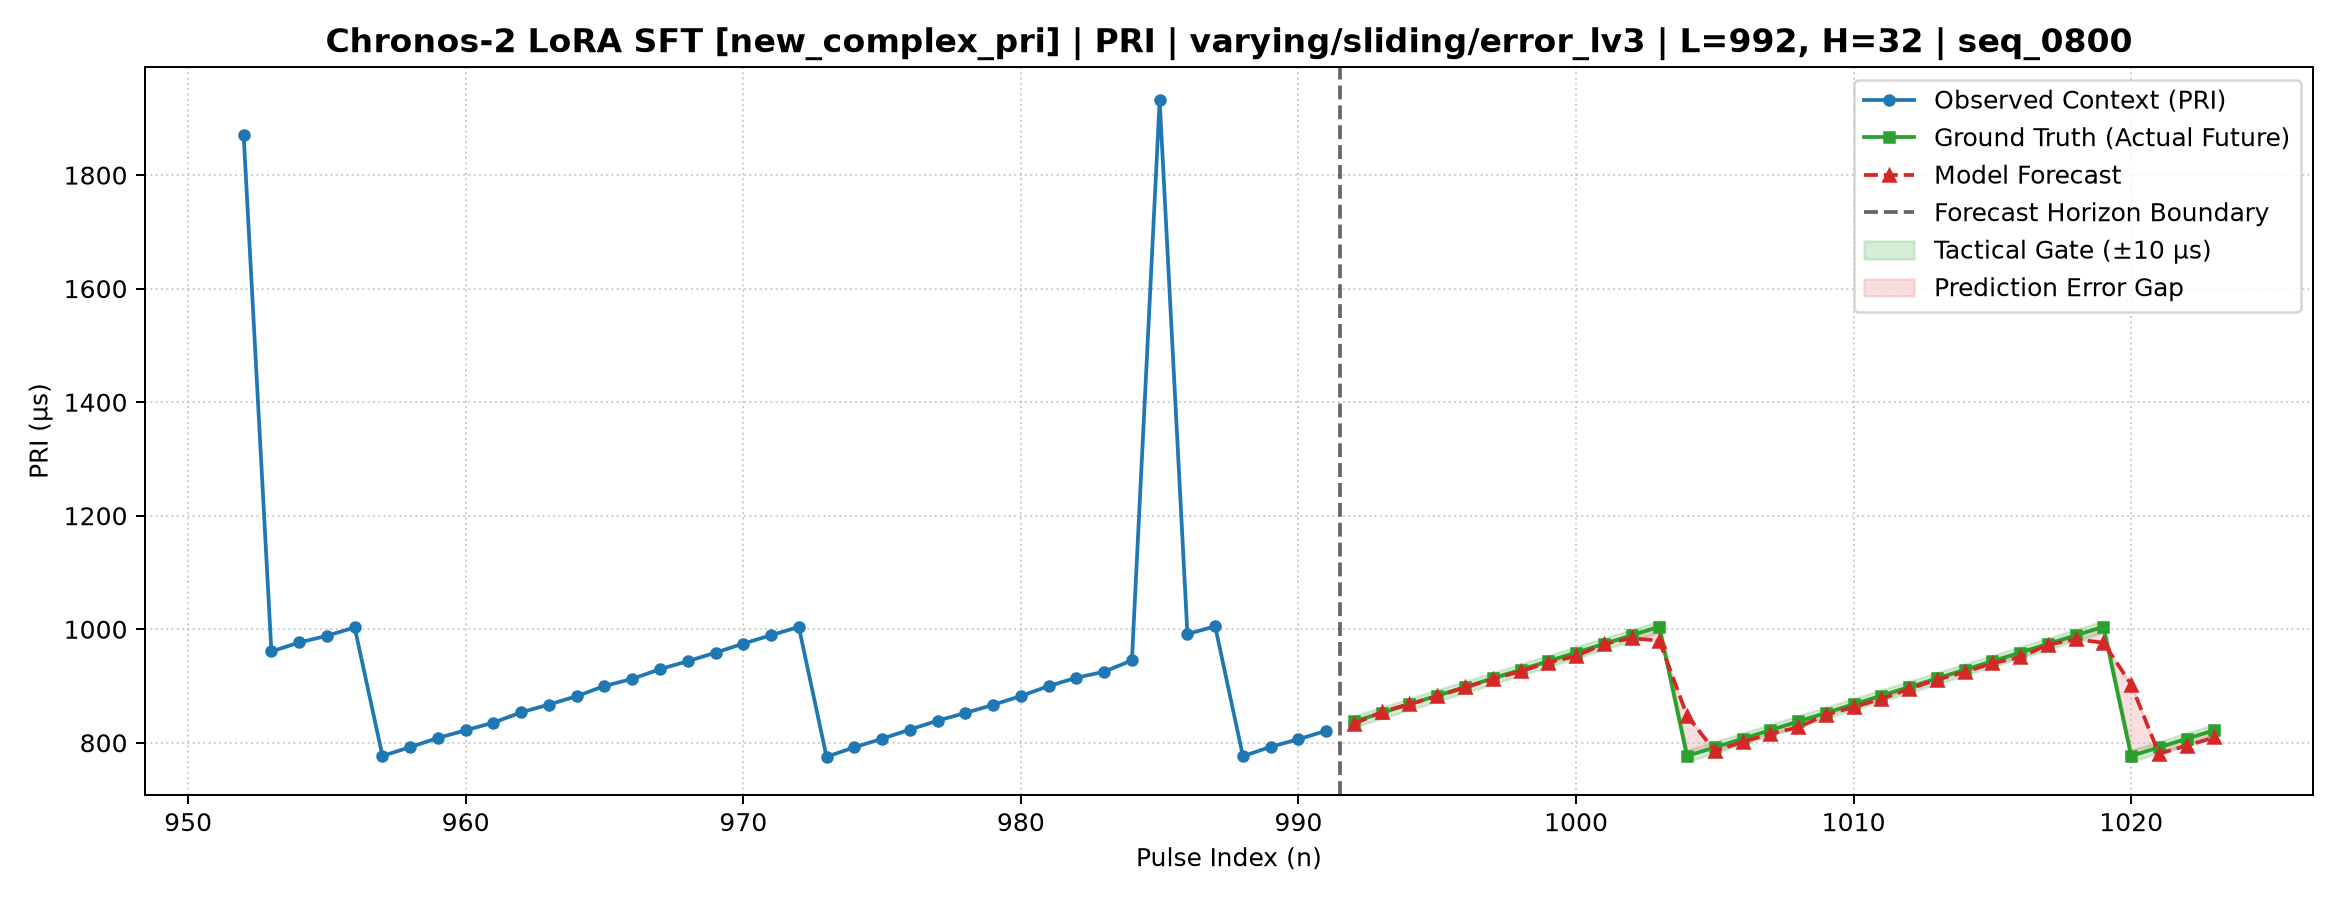 Chronos-2 LoRA SFT [new_complex_pri] | PRI | varying/sliding/error_lv3 | L=992, H=32 | seq_0800
Observed Context (PRI)
Ground Truth (Actual Future)
Model Forecast
Forecast Horizon Boundary
Tactical Gate (±10 μs)
Prediction Error Gap
PRI (μs)
1800
1600
1400
1200
1000
800
950 960 970 980 990 1000 1010 1020
Pulse Index (n)